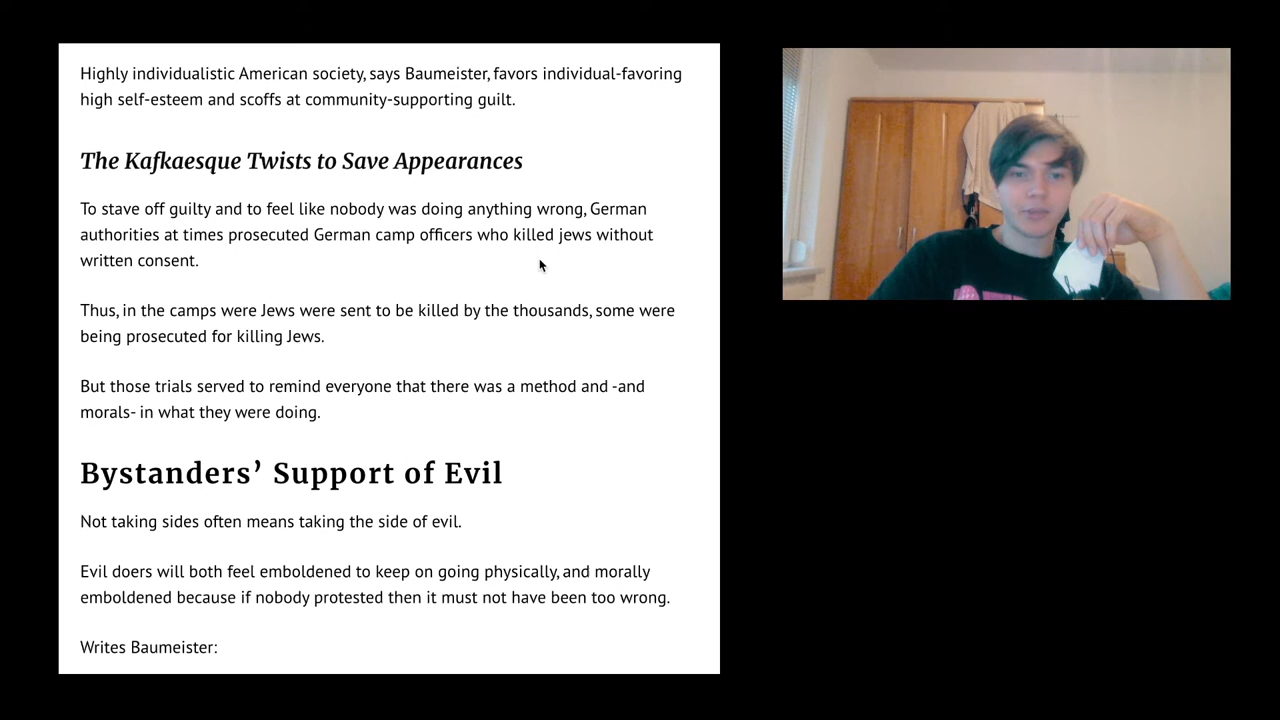 Highly individualistic American society, says Baumeister, favors individual-favoring
high self-esteem and scoffs at community-supporting guilt.
The Kafkaesque Twists to Save Appearances
To stave off guilty and to feel like nobody was doing anything wrong, German
authorities at times prosecuted German camp officers who killed jews without
written consent.
Thus, in the camps were Jews were sent to be killed by the thousands, some were
being prosecuted for killing Jews.
But those trials served to remind everyone that there was a method and -and
morals- in what they were doing.
Bystanders’ Support of Evil
Not taking sides often means taking the side of evil.
Evil doers will both feel emboldened to keep on going physically, and morally
emboldened because if nobody protested then it must not have been too wrong.
Writes Baumeister: